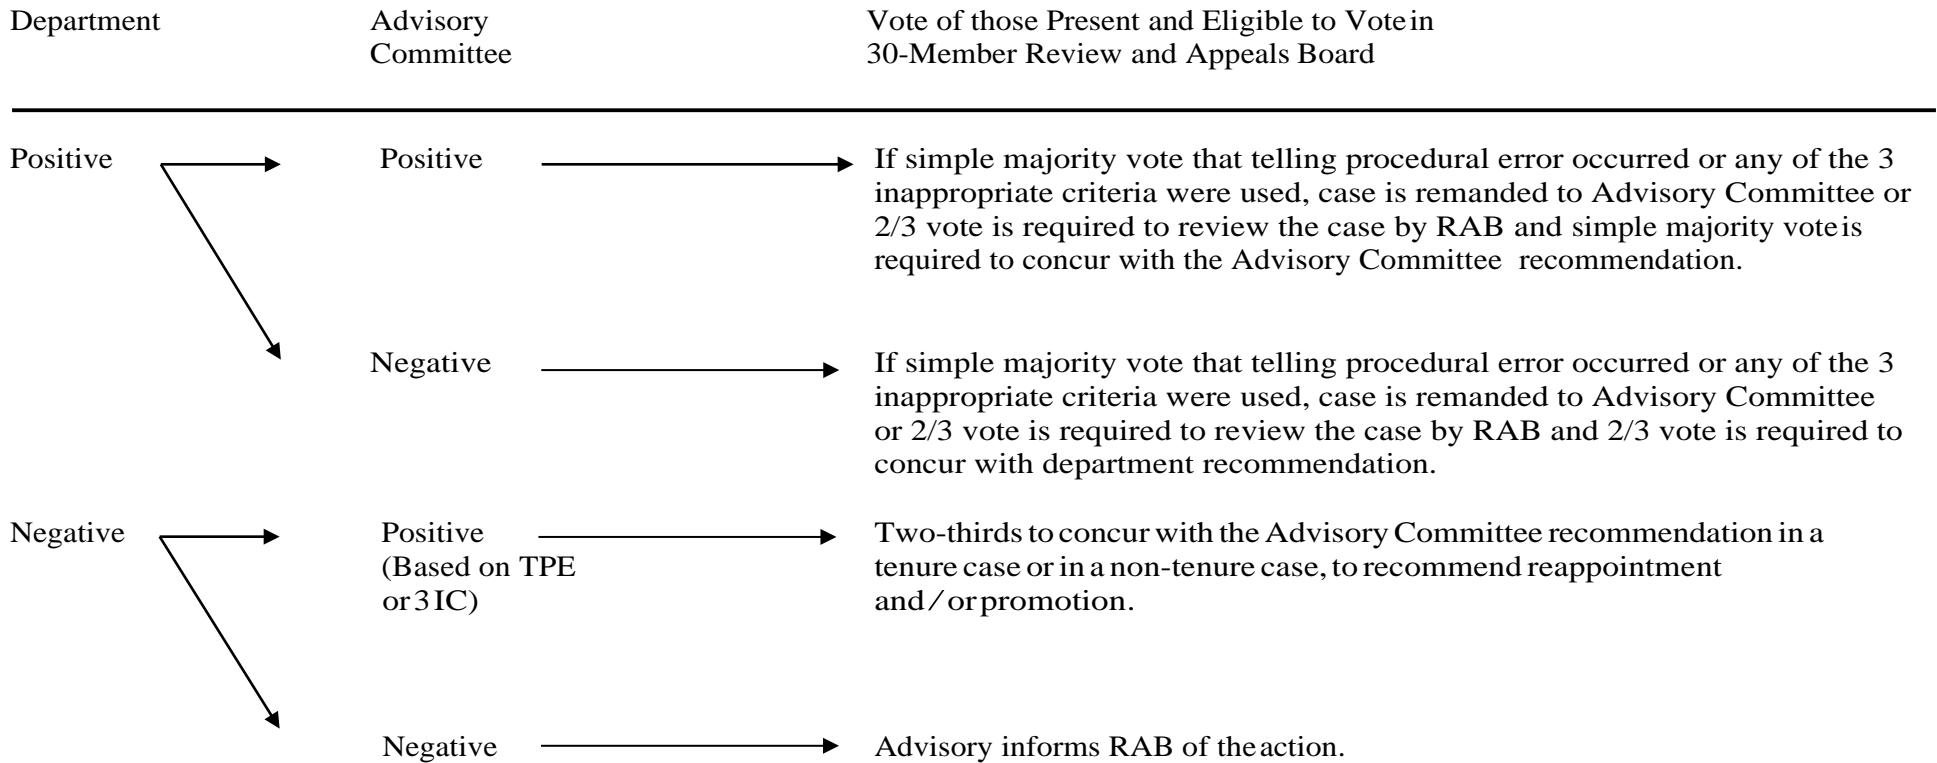 Department
Advisory
Committee
Vote of those Present and Eligible to Vote in
30-Member Review and Appeals Board
Positive
Positive
If simple majority vote that telling procedural error occurred or any of the 3
inappropriate criteria were used, case is remanded to Advisory Committee or
2/3 vote is required to review the case by RAB and simple majority vote is
required to concur with the Advisory Committee recommendation.
Negative
If simple majority vote that telling procedural error occurred or any of the 3
inappropriate criteria were used, case is remanded to Advisory Committee
or 2/3 vote is required to review the case by RAB and 2/3 vote is required to
concur with department recommendation.
Negative
Positive
(Based on TPE
or 3 IC)
Two-thirds to concur with the Advisory Committee recommendation in a
tenure case or in a non-tenure case, to recommend reappointment
and/or promotion.
Negative
Advisory informs RAB of the action.